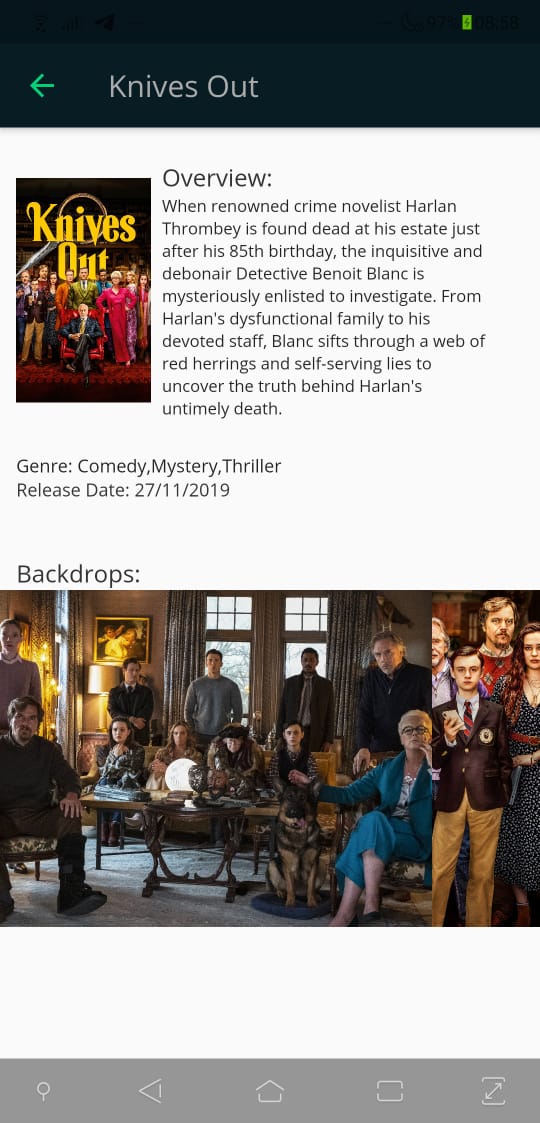 97% 08:58
Knives Out
Knives
Out
Overview:
When renowned crime novelist Harlan
Thrombey is found dead at his estate just
after his 85th birthday, the inquisitive and
debonair Detective Benoit Blanc is
mysteriously enlisted to investigate. From
Harlan's dysfunctional family to his
devoted staff, Blanc sifts through a web of
red herrings and self-serving lies to
uncover the truth behind Harlan's
untimely death.
Genre: Comedy,Mystery,Thriller
Release Date: 27/11/2019
Backdrops: